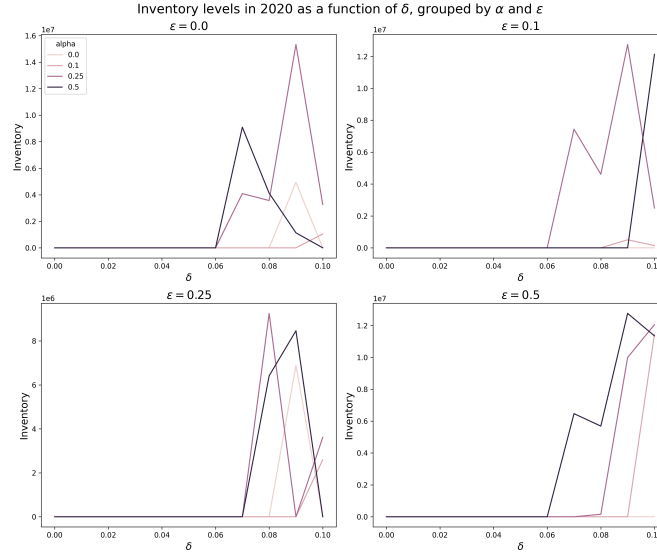 Inventory levels in 2020 as a function of δ, grouped by α and ε
ε = 0.0
1e7
alpha
0.0
0.1
0.25
0.5
1.6
1.4
1.2
1.0
0.8
0.6
0.4
0.2
0.0
Inventory
0.00 0.02 0.04 0.06 0.08 0.10
δ
ε = 0.1
1e7
1.2
1.0
0.8
0.6
0.4
0.2
0.0
Inventory
0.00 0.02 0.04 0.06 0.08 0.10
δ
ε = 0.25
1e6
8
6
4
2
0
Inventory
0.00 0.02 0.04 0.06 0.08 0.10
δ
ε = 0.5
1e7
1.2
1.0
0.8
0.6
0.4
0.2
0.0
Inventory
0.00 0.02 0.04 0.06 0.08 0.10
δ